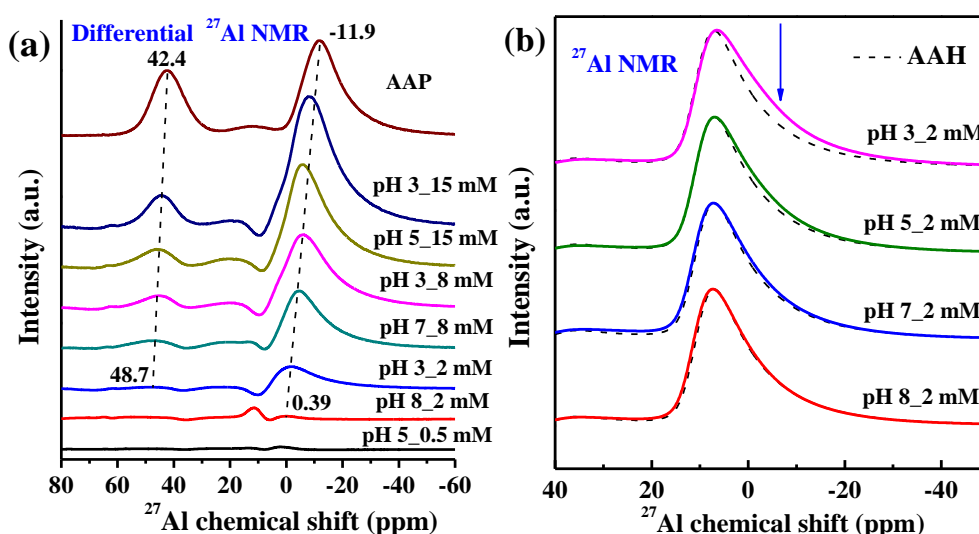 (a)
Differential ²⁷Al NMR
42.4
-11.9
AAP
pH 3_15 mM
pH 5_15 mM
pH 3_8 mM
pH 7_8 mM
pH 3_2 mM
48.7
pH 8_2 mM
0.39
pH 5_0.5 mM
80 60 40 20 0 -20 -40 -60
²⁷Al chemical shift (ppm)
Intensity (a.u.)
(b)
²⁷Al NMR
AAH
pH 3_2 mM
pH 5_2 mM
pH 7_2 mM
pH 8_2 mM
40 20 0 -20 -40
²⁷Al chemical shift (ppm)
Intensity (a.u.)